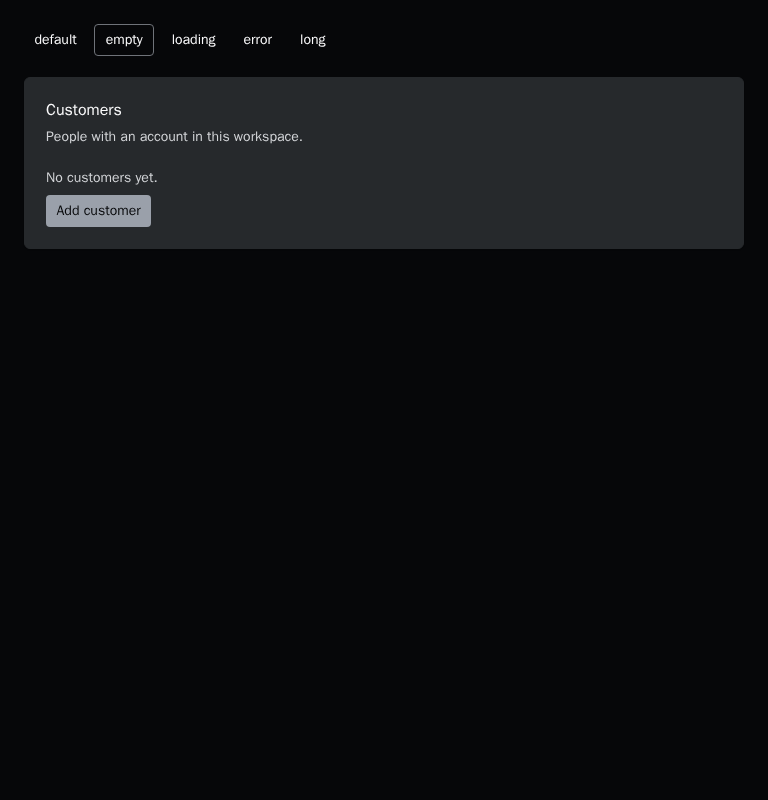 default empty loading error long
Customers
People with an account in this workspace.
No customers yet.
Add customer